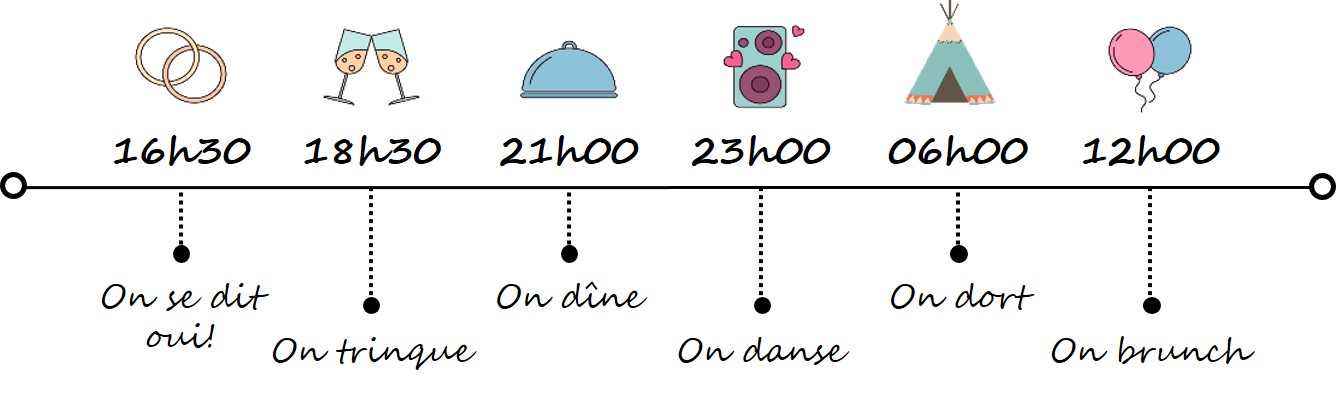 16h30 18h30 21h00 23h00 06h00 12h00
On se dit
oui!
On trinque
On dîne
On danse
On dort
On brunch